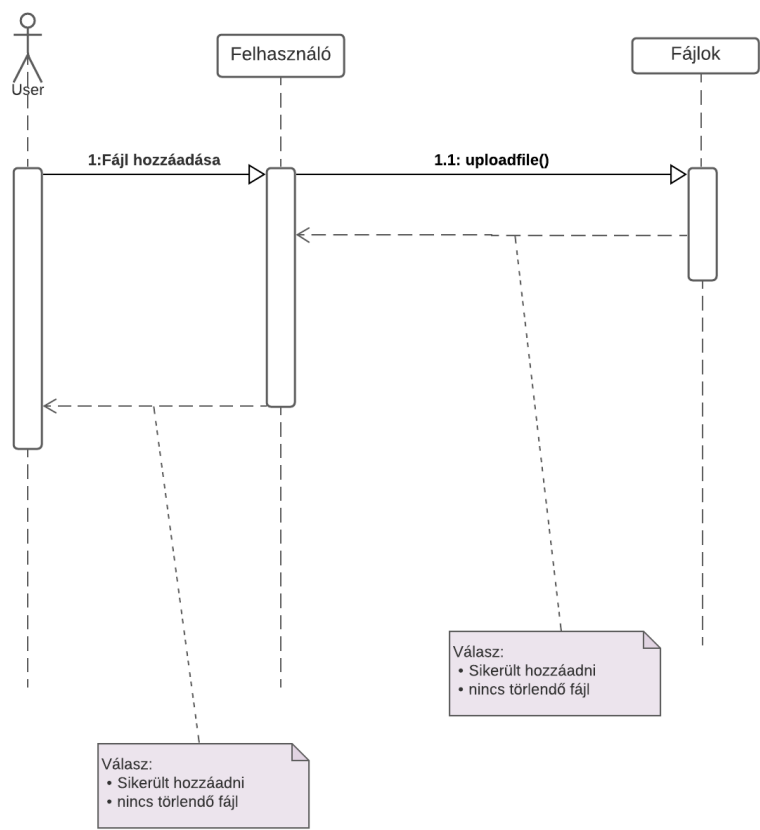 User
Felhasználó
Fájlok
1:Fájl hozzáadása
1.1: uploadfile()
Válasz:
• Sikerült hozzáadni
• nincs törlendő fájl
Válasz:
• Sikerült hozzáadni
• nincs törlendő fájl